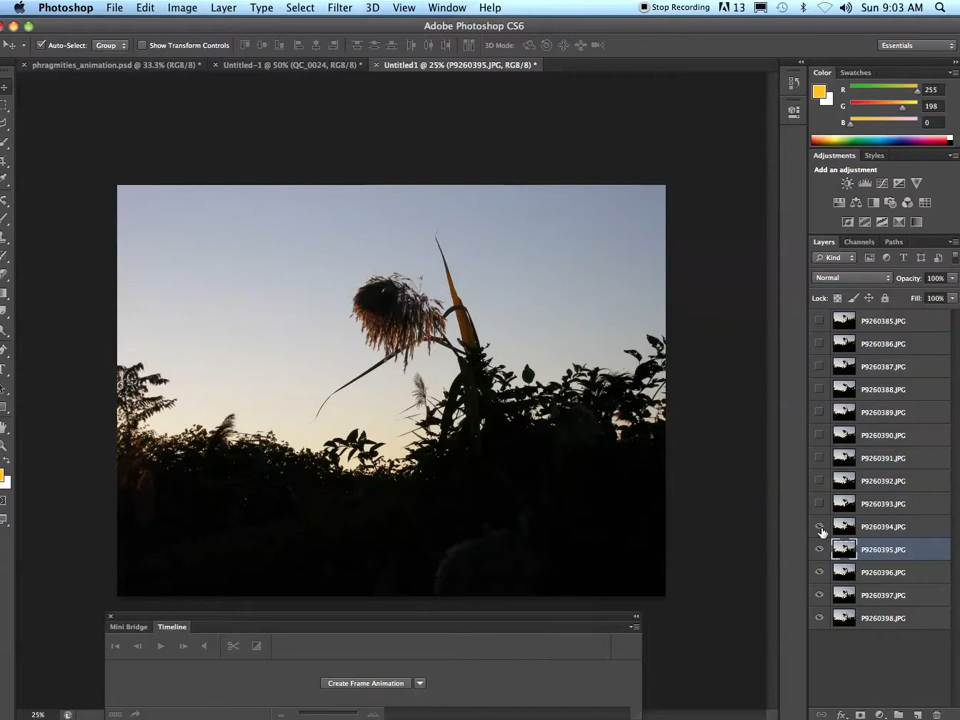 Photoshop File Edit Image Layer Type Select Filter 3D View Window Help Stop Recording 13 Sun 9:03 AM
Adobe Photoshop CS6
Auto-Select: Group Show Transform Controls 3D Mode: Essentials
phragmities_animation.psd @ 33.3% (RGB/8) * Untitled-1 @ 50% (QC_0024, RGB/8) * Untitled1 @ 25% (P9260395.JPG, RGB/8) *
Color Swatches
R 255
G 198
B 0
Adjustments Styles
Add an adjustment
Layers Channels Paths
Kind
Normal Opacity: 100%
Lock: Fill: 100%
P9260385.JPG
P9260386.JPG
P9260387.JPG
P9260388.JPG
P9260389.JPG
P9260390.JPG
P9260391.JPG
P9260392.JPG
P9260393.JPG
P9260394.JPG
P9260395.JPG
P9260396.JPG
P9260397.JPG
P9260398.JPG
Mini Bridge Timeline
Create Frame Animation
25%